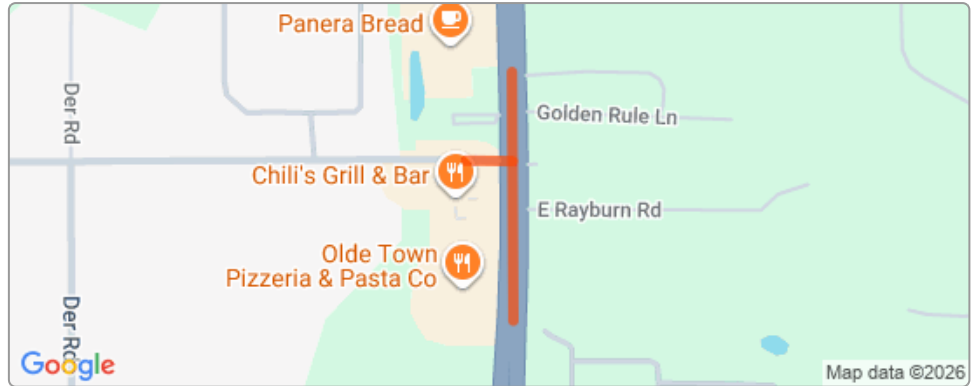 Panera Bread
Der Rd
Golden Rule Ln
Chili's Grill & Bar
E Rayburn Rd
Olde Town
Pizzeria & Pasta Co
Der Rd
Google
Map data ©2026